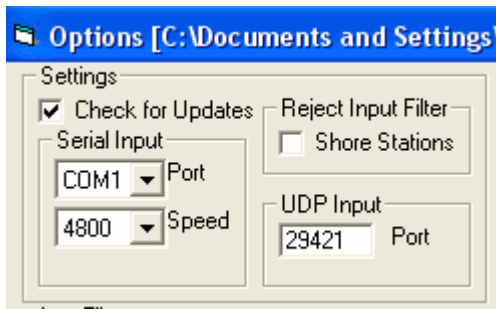 Options [C:\Documents and Settings\
Settings
Check for Updates
Serial Input
COM1 Port
4800 Speed
Reject Input Filter
Shore Stations
UDP Input
29421 Port